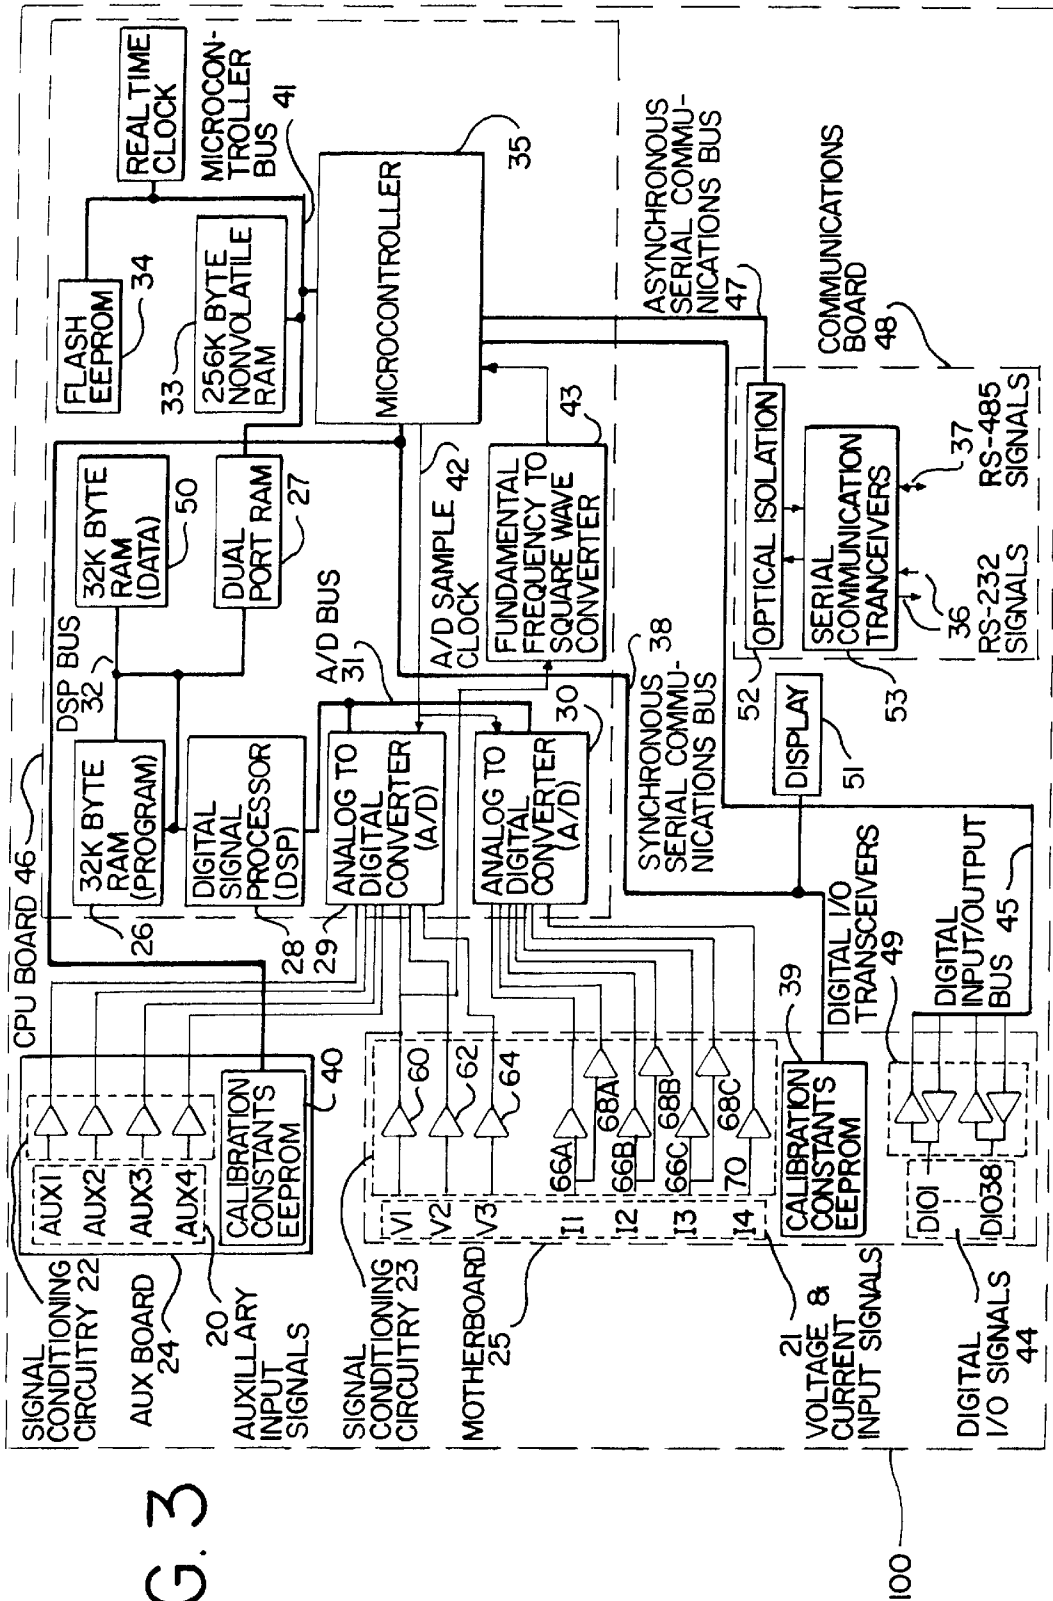 G. 3
CPU BOARD 46
SIGNAL
CONDITIONING
CIRCUITRY 22
AUX BOARD
24
20
AUXILLARY
INPUT
SIGNALS
AUX1
AUX2
AUX3
AUX4
CALIBRATION
CONSTANTS
EEPROM
40
SIGNAL
CONDITIONING
CIRCUITRY 23
MOTHERBOARD
25
V1
V2
V3
I1
I2
I3
I4
60
62
64
66A
68A
66B
68B
66C
68C
70
21
VOLTAGE &
CURRENT
INPUT SIGNALS
CALIBRATION
CONSTANTS
EEPROM
39
DIGITAL I/O
TRANSCEIVERS
49
DIO1
DIO38
DIGITAL
I/O SIGNALS
44
DIGITAL
INPUT/OUTPUT
BUS
45
100
32K BYTE
RAM
(PROGRAM)
26
DSP BUS
32
32K BYTE
RAM
(DATA)
50
DIGITAL
SIGNAL
PROCESSOR
(DSP)
28
DUAL
PORT RAM
27
ANALOG TO
DIGITAL
CONVERTER
(A/D)
29
A/D BUS
31
ANALOG TO
DIGITAL
CONVERTER
(A/D)
30
A/D SAMPLE
CLOCK
42
FUNDAMENTAL
FREQUENCY TO
SQUARE WAVE
CONVERTER
43
FLASH
EEPROM
34
REAL TIME
CLOCK
256K BYTE
NONVOLATILE
RAM
33
MICROCON-
TROLLER
BUS
41
MICROCONTROLLER
35
SYNCHRONOUS
SERIAL COMMU-
NICATIONS BUS
38
ASYNCHRONOUS
SERIAL COMMU-
NICATIONS BUS
47
DISPLAY
51
COMMUNICATIONS
BOARD
48
OPTICAL ISOLATION
52
SERIAL
COMMUNICATION
TRANCEIVERS
53
36
RS-232
SIGNALS
37
RS-485
SIGNALS